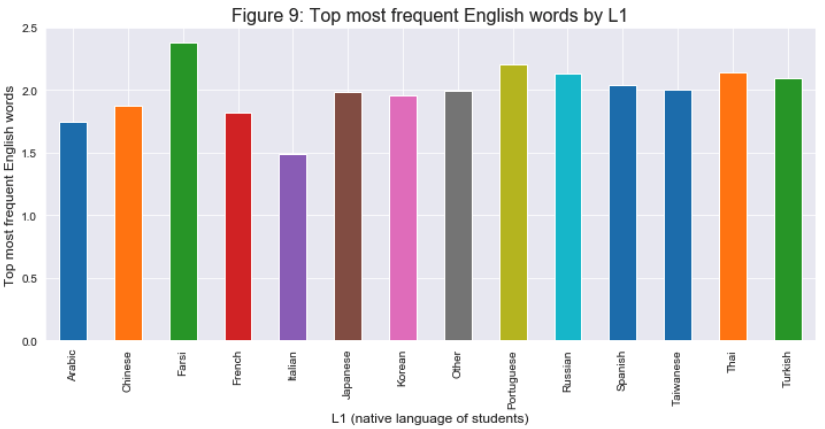 Figure 9: Top most frequent English words by L1
Top most frequent English words
2.5
2.0
1.5
1.0
0.5
0.0
Arabic
Chinese
Farsi
French
Italian
Japanese
Korean
Other
Portuguese
Russian
Spanish
Taiwanese
Thai
Turkish
L1 (native language of students)